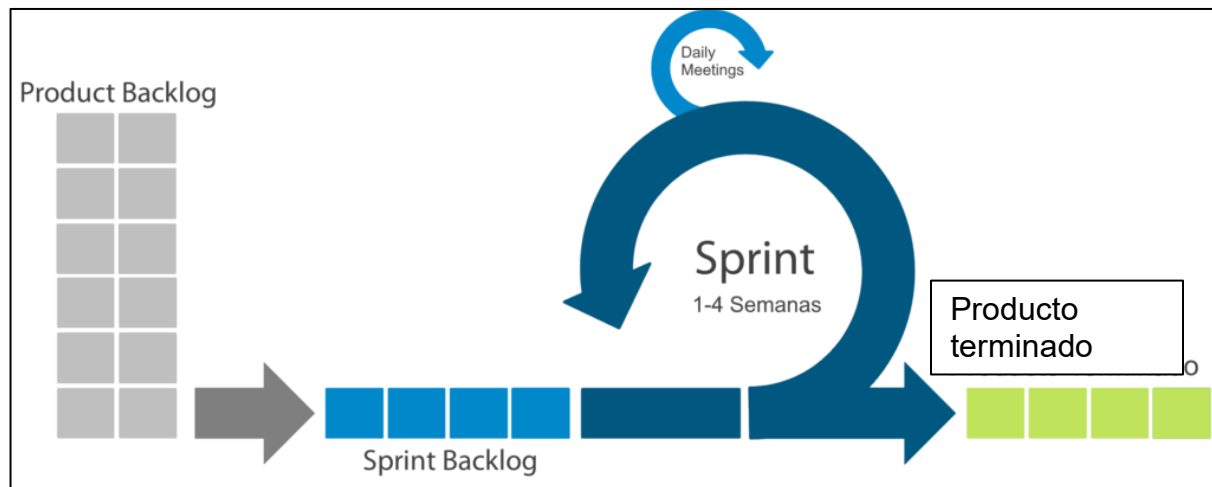 Daily
Meetings
Product Backlog
Sprint
1-4 Semanas
Producto
terminado
Sprint Backlog